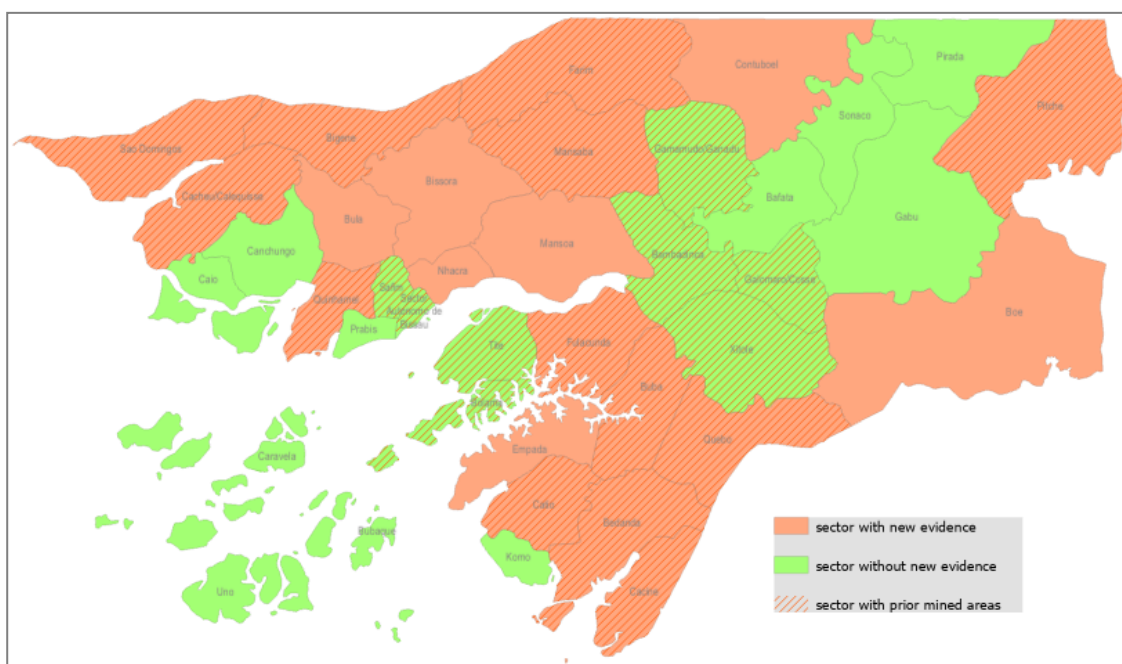 Pirada
Farim
Contuboel
Pitche
Sonaco
Bigene
Sao Domingos
Mansaba
Gamamudo/Ganadu
Bissora
Cacheu/Calequisse
Bafata
Bula
Gabu
Canchungo
Mansoa
Bambadinca
Nhacra
Caio
Safim
Galomaro/Cosse
Quinhamel
Sector
Autonomo de
Bissau
Boe
Prabis
Tite
Fulacunda
Xitole
Buba
Bolama
Quebo
Empada
Caravela
Catio
Bedanda
Bubaque
Komo
Uno
Cacine
sector with new evidence
sector without new evidence
sector with prior mined areas